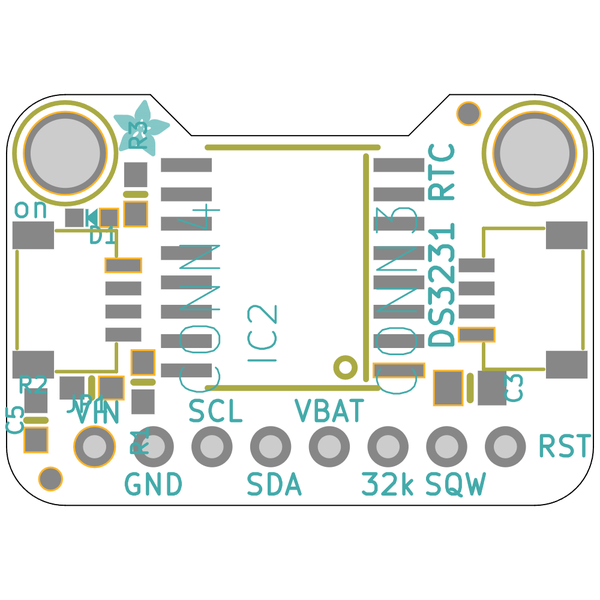 R3
on
D1
CONN4
IC2
CONN3
RTC
DS3231
R2
JP1
C5
C3
R1
VIN
SCL
VBAT
RST
GND
SDA
32k
SQW